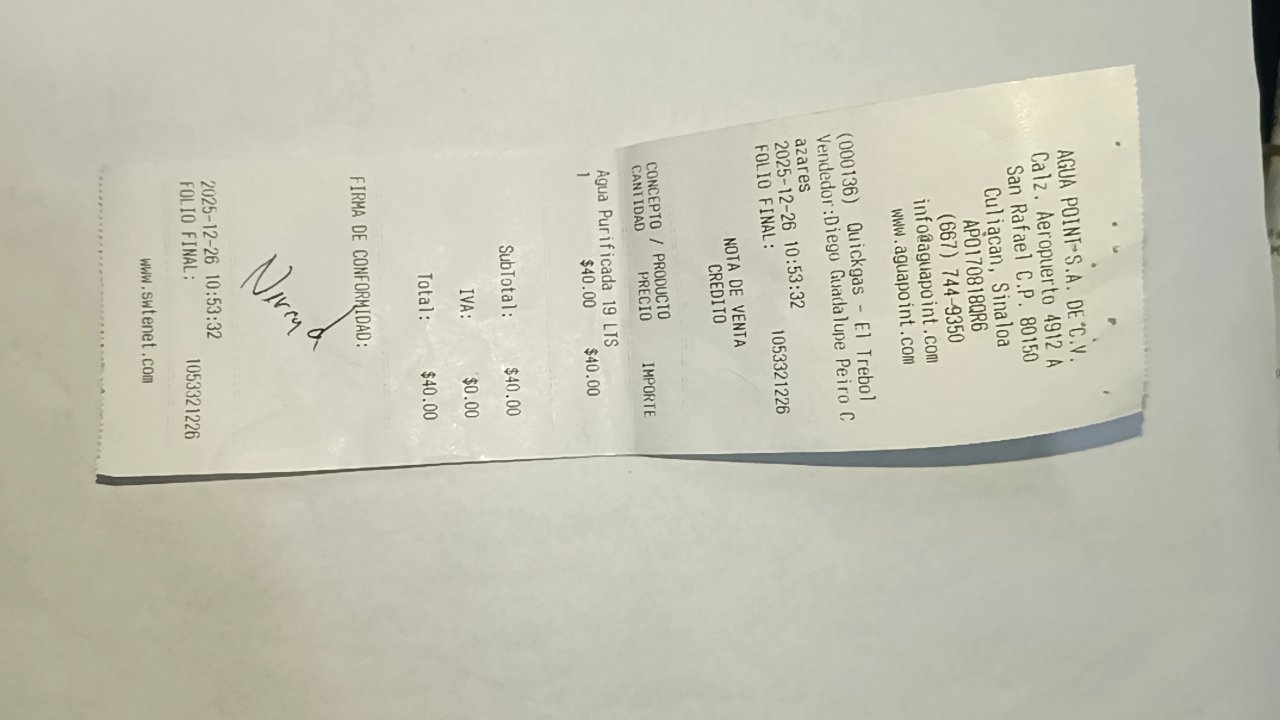 AGUA POINT S.A. DE C.V.
Calz. Aeropuerto 4912 A
San Rafael C.P. 80150
Culiacan, Sinaloa
APO170818QR6
(667) 744-9350
info@aguapoint.com
www.aguapoint.com
(000136) Quickgas - El Trebol
Vendedor:Diego Guadalupe Peiro C
azares
2025-12-26 10:53:32
FOLIO FINAL: 1053321226
NOTA DE VENTA
CREDITO
CONCEPTO / PRODUCTO
CANTIDAD PRECIO IMPORTE
Agua Purificada 19 LTS
1 $40.00 $40.00
SubTotal: $40.00
IVA: $0.00
Total: $40.00
FIRMA DE CONFORMIDAD:
2025-12-26 10:53:32
FOLIO FINAL: 1053321226
www.swtenet.com